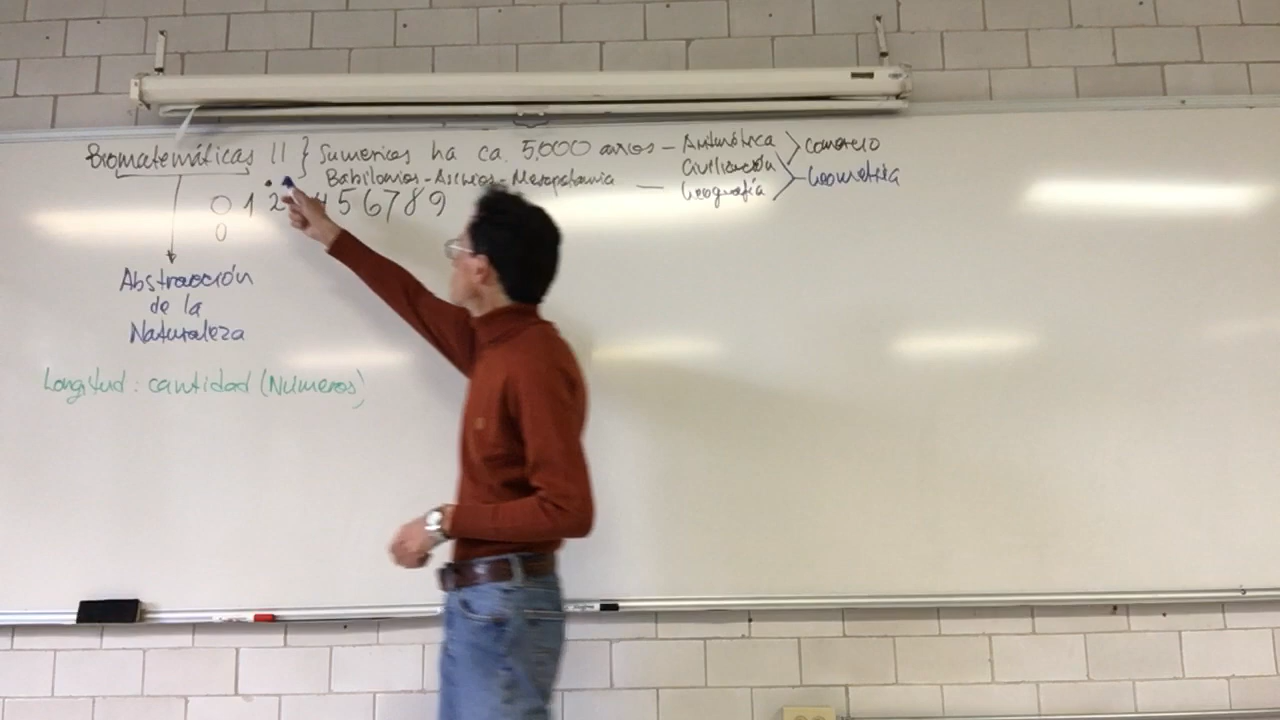 Biomatemáticas II } Sumerios ha ca. 5,000 años — Aritmética > Comercio
Babilonios - Asirios - Mesopotamia — Civilización > Geometría
Geografía
0 1 2 4 5 6 7 8 9
0
Abstracción
de la
Naturaleza
Longitud: cantidad (Números)